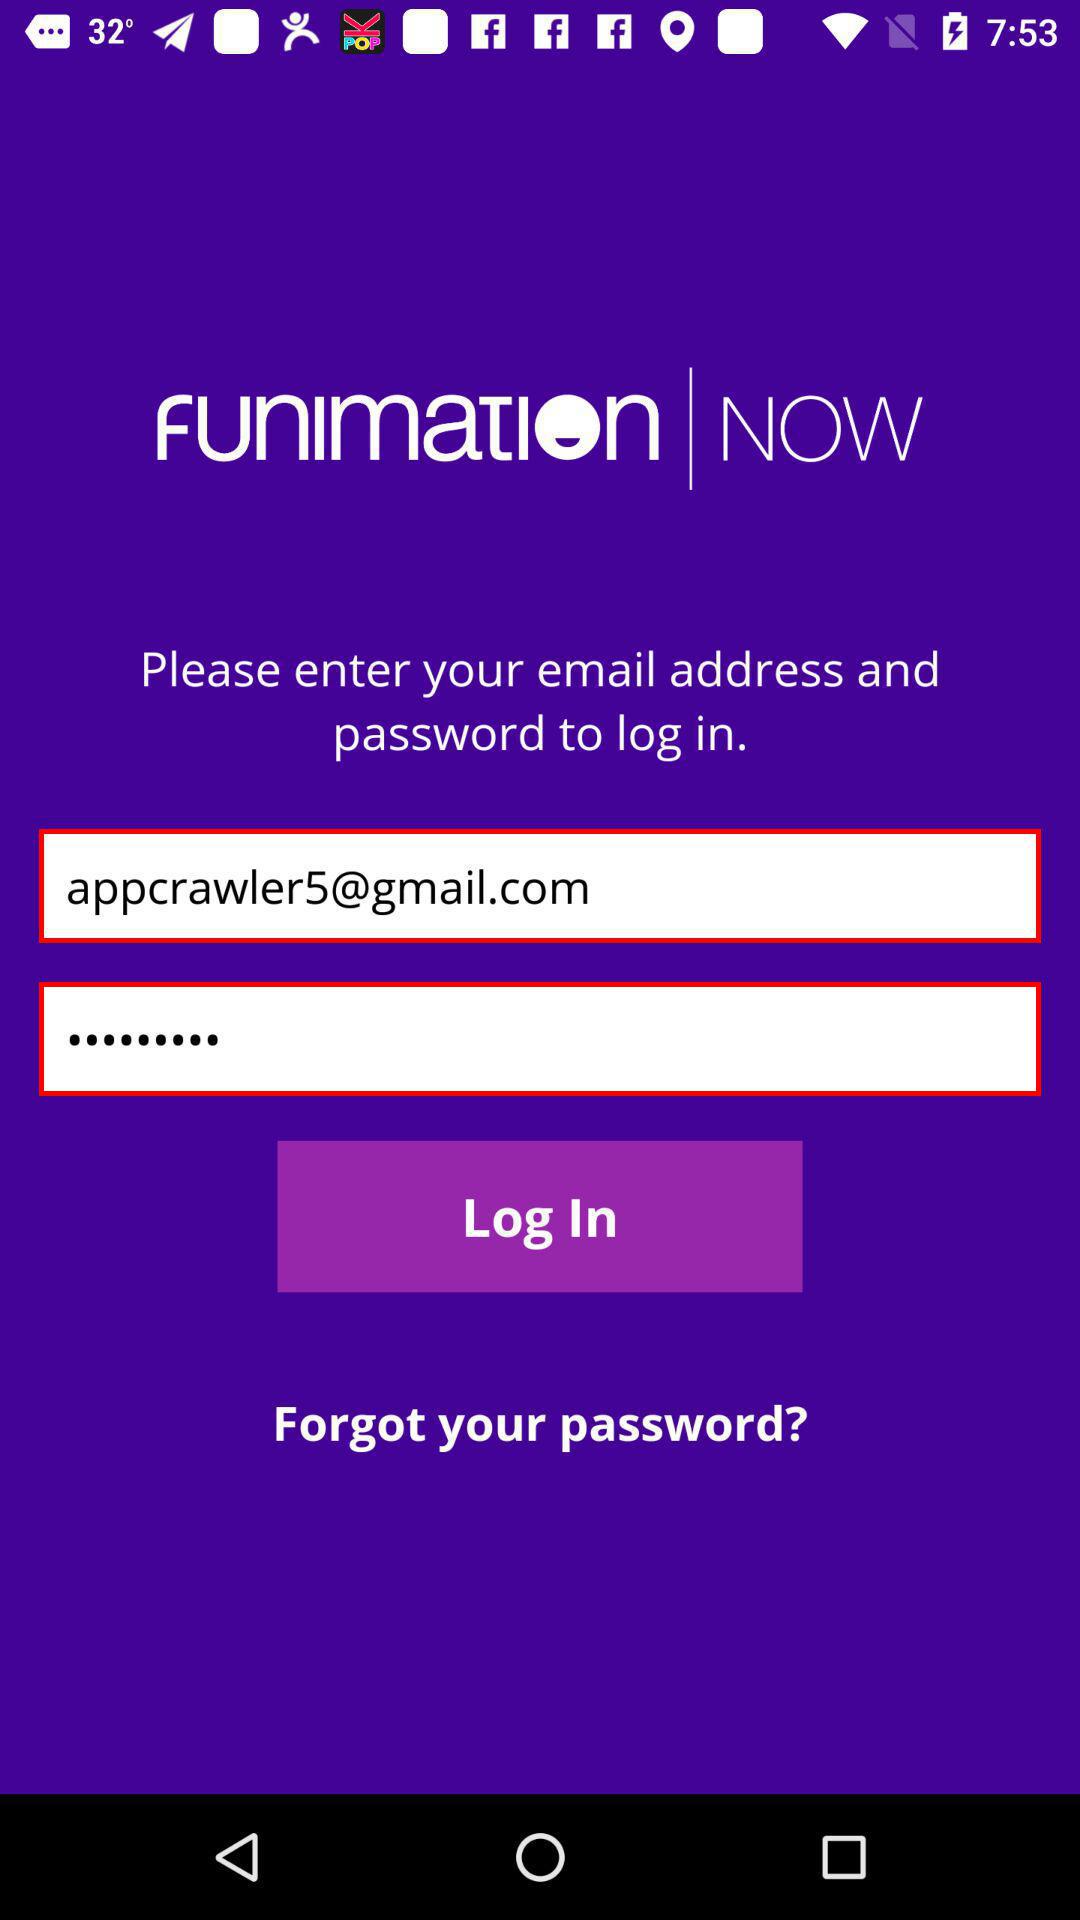 32° 7:53
K POP
FUNIMATION | NOW
Please enter your email address and
password to log in.
appcrawler5@gmail.com
•••••••••
Log In
Forgot your password?